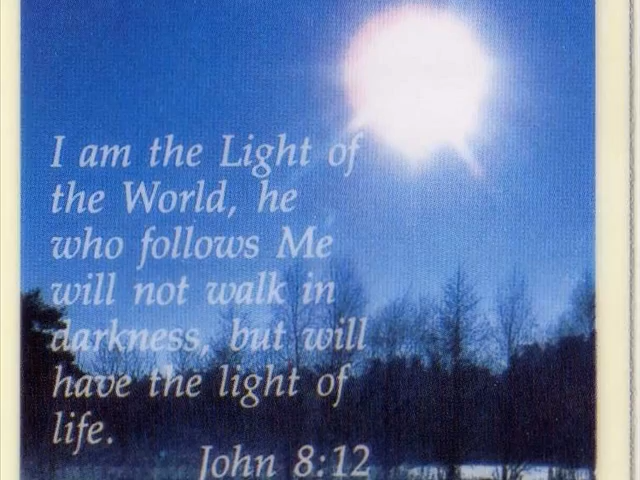 I am the Light of
the World, he
who follows Me
will not walk in
darkness, but will
have the light of
life.
John 8:12